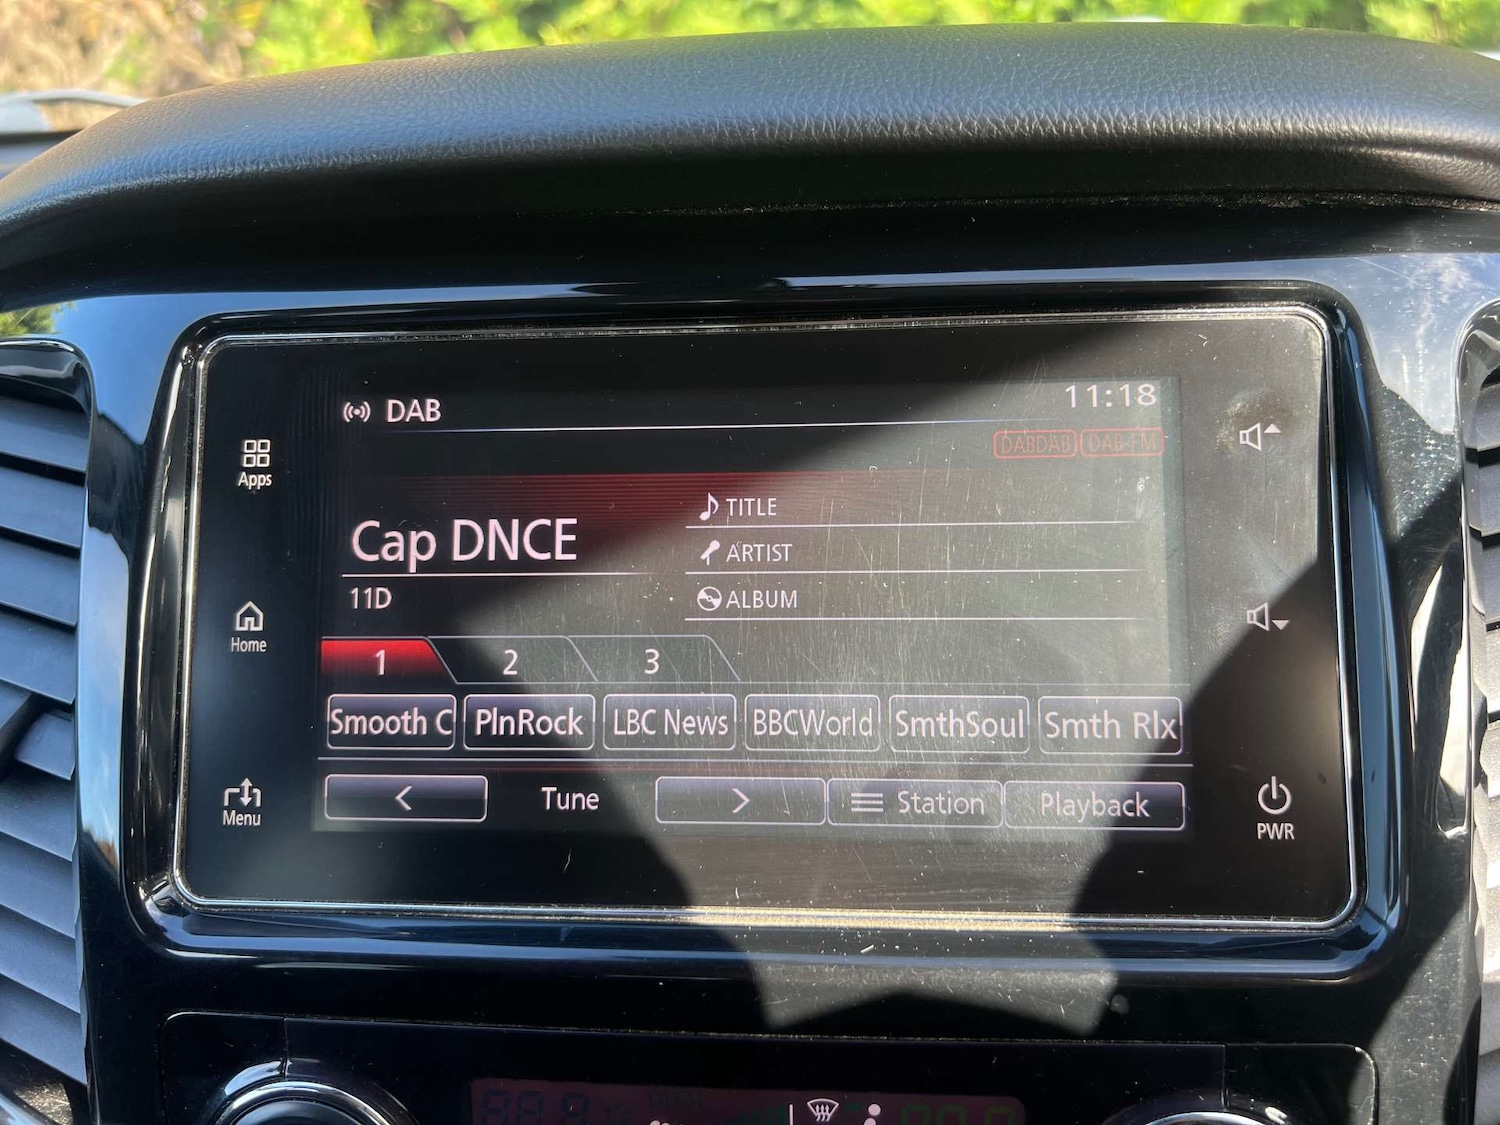 DAB
11:18
DABDAB DAB-FM
Apps
TITLE
Cap DNCE
ARTIST
11D
ALBUM
Home
1 2 3
Smooth C PlnRock LBC News BBCWorld SmthSoul Smth Rlx
< Tune > Station Playback
Menu
PWR